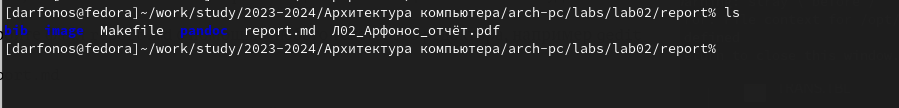 [darfonos@fedora]~/work/study/2023-2024/Архитектура компьютера/arch-pc/labs/lab02/report% ls
bib image Makefile pandoc report.md Л02_Арфонос_отчёт.pdf
[darfonos@fedora]~/work/study/2023-2024/Архитектура компьютера/arch-pc/labs/lab02/report%